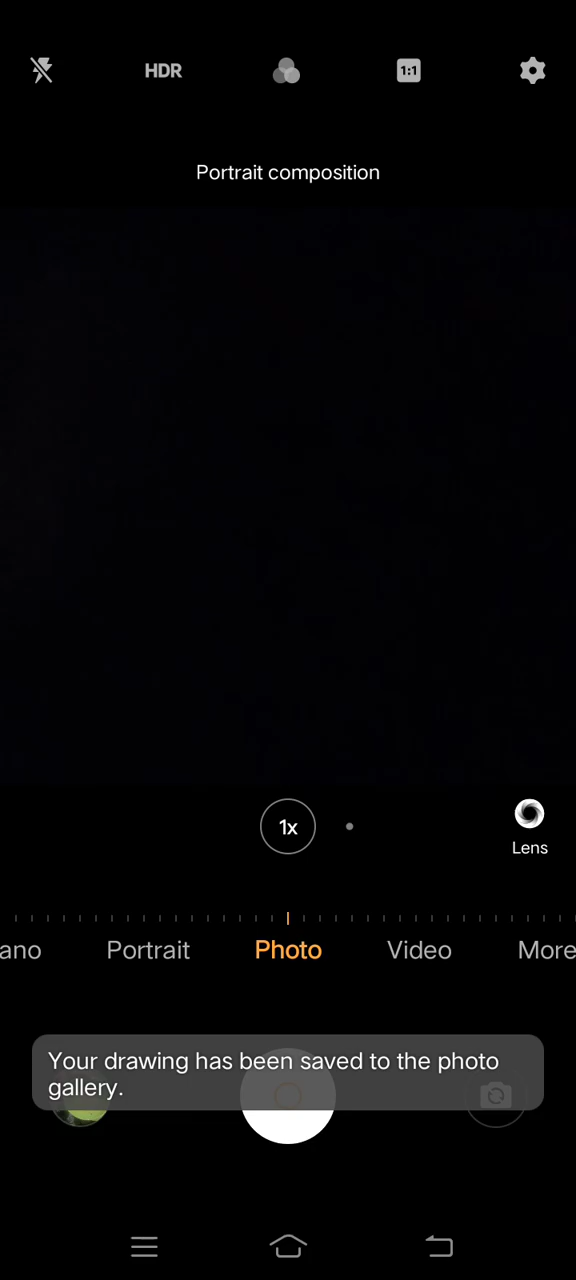 HDR
1:1
Portrait composition
1x
Lens
ano Portrait Photo Video More
Your drawing has been saved to the photo
gallery.